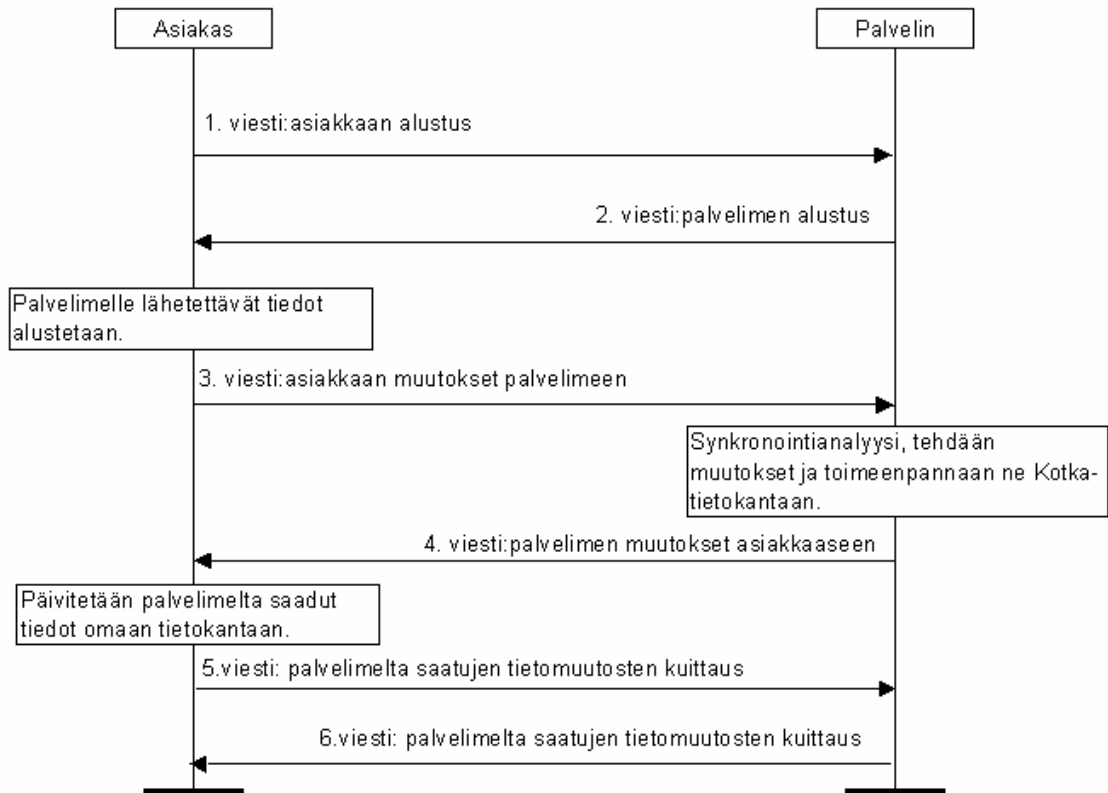 Asiakas
Palvelin
1. viesti:asiakkaan alustus
2. viesti:palvelimen alustus
Palvelimelle lähetettävät tiedot
alustetaan.
3. viesti:asiakkaan muutokset palvelimeen
Synkronointianalyysi, tehdään
muutokset ja toimeenpannaan ne Kotka-
tietokantaan.
4. viesti:palvelimen muutokset asiakkaaseen
Päivitetään palvelimelta saadut
tiedot omaan tietokantaan.
5.viesti: palvelimelta saatujen tietomuutosten kuittaus
6.viesti: palvelimelta saatujen tietomuutosten kuittaus